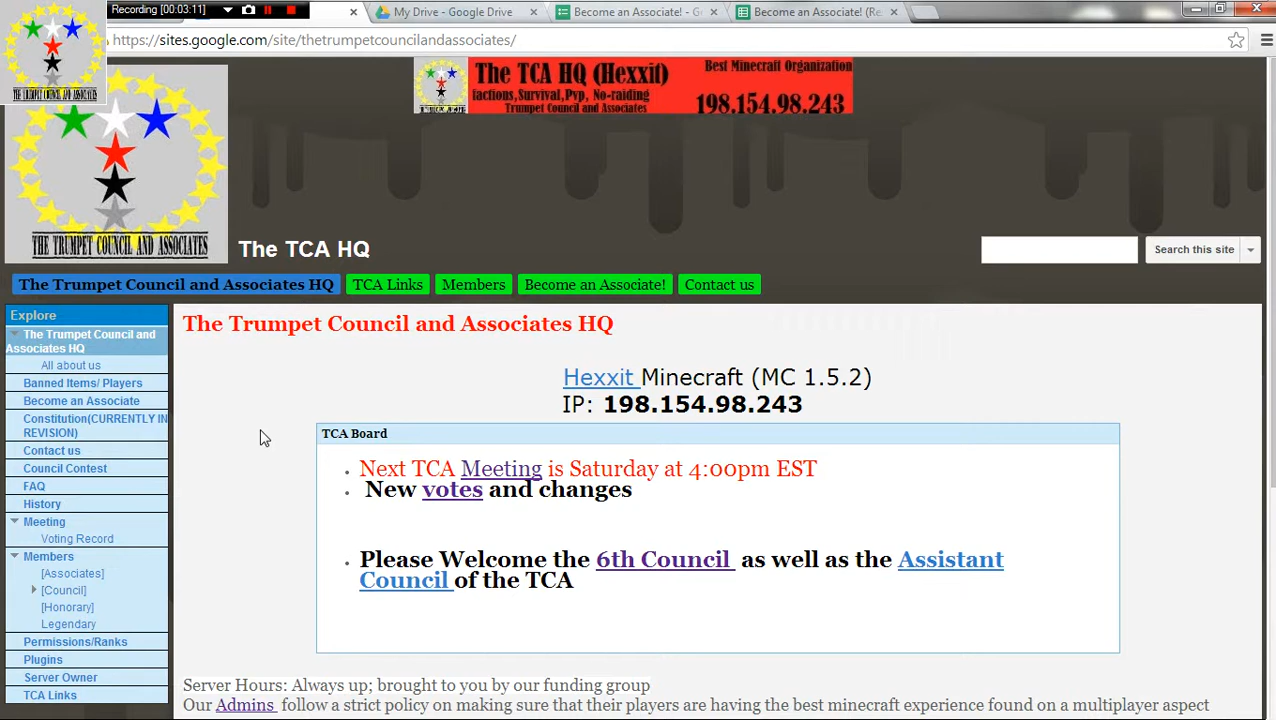 Recording [00:03:11]
My Drive - Google Drive
Become an Associate! - G
Become an Associate! (Re
https://sites.google.com/site/thetrumpetcouncilandassociates/
THE TRUMPET COUNCIL AND ASSOCIATES
The TCA HQ (Hexxit)
Best Minecraft Organization
factions,Survival,Pvp, No-raiding
Trumpet Council and Associates
198.154.98.243
THE TRUMPET COUNCIL AND ASSOCIATES
The TCA HQ
Search this site
The Trumpet Council and Associates HQ
TCA Links
Members
Become an Associate!
Contact us
Explore
The Trumpet Council and
Associates HQ
All about us
Banned Items/ Players
Become an Associate
Constitution(CURRENTLY IN
REVISION)
Contact us
Council Contest
FAQ
History
Meeting
Voting Record
Members
[Associates]
[Council]
[Honorary]
Legendary
Permissions/Ranks
Plugins
Server Owner
TCA Links
The Trumpet Council and Associates HQ
Hexxit Minecraft (MC 1.5.2)
IP: 198.154.98.243
TCA Board
Next TCA Meeting is Saturday at 4:00pm EST
New votes and changes
Please Welcome the 6th Council as well as the Assistant
Council of the TCA
Server Hours: Always up; brought to you by our funding group
Our Admins follow a strict policy on making sure that their players are having the best minecraft experience found on a multiplayer aspect